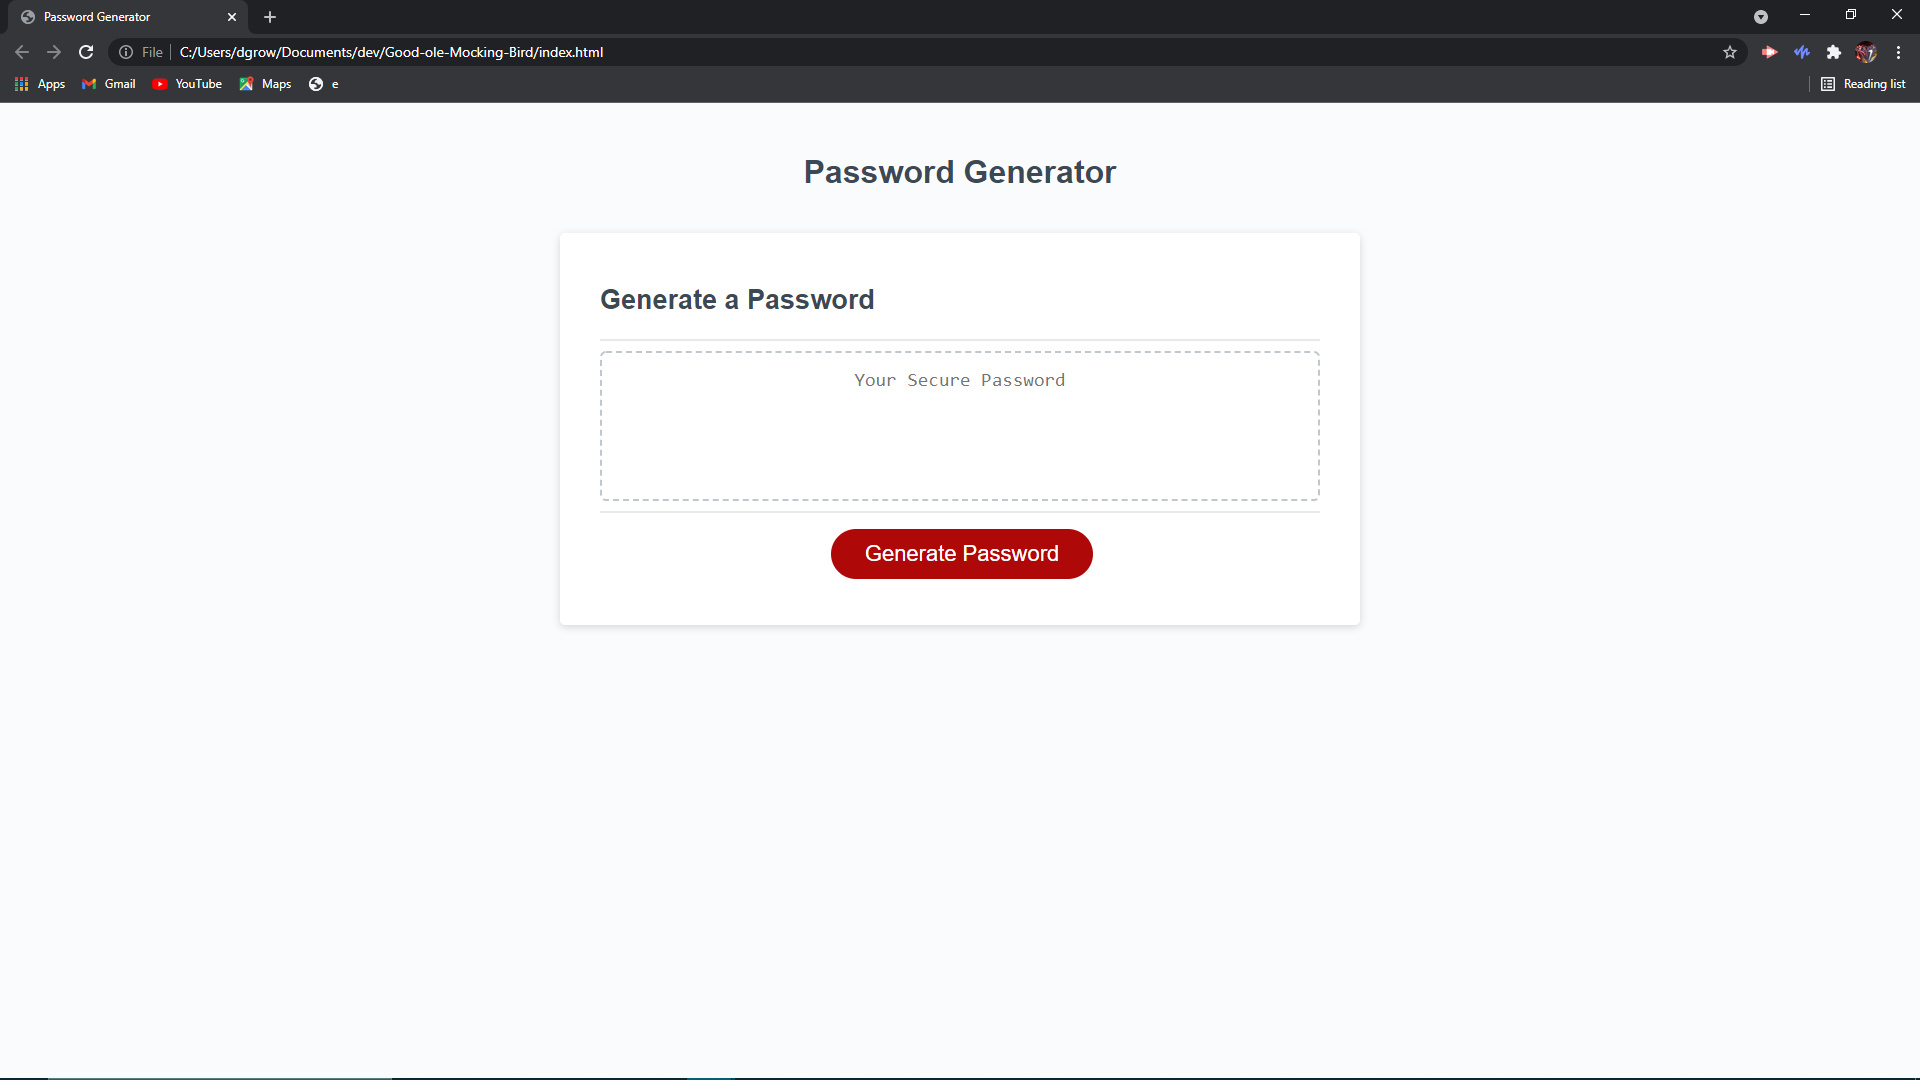 Password Generator
File C:/Users/dgrow/Documents/dev/Good-ole-Mocking-Bird/index.html
Apps Gmail YouTube Maps e Reading list
Password Generator
Generate a Password
Your Secure Password
Generate Password